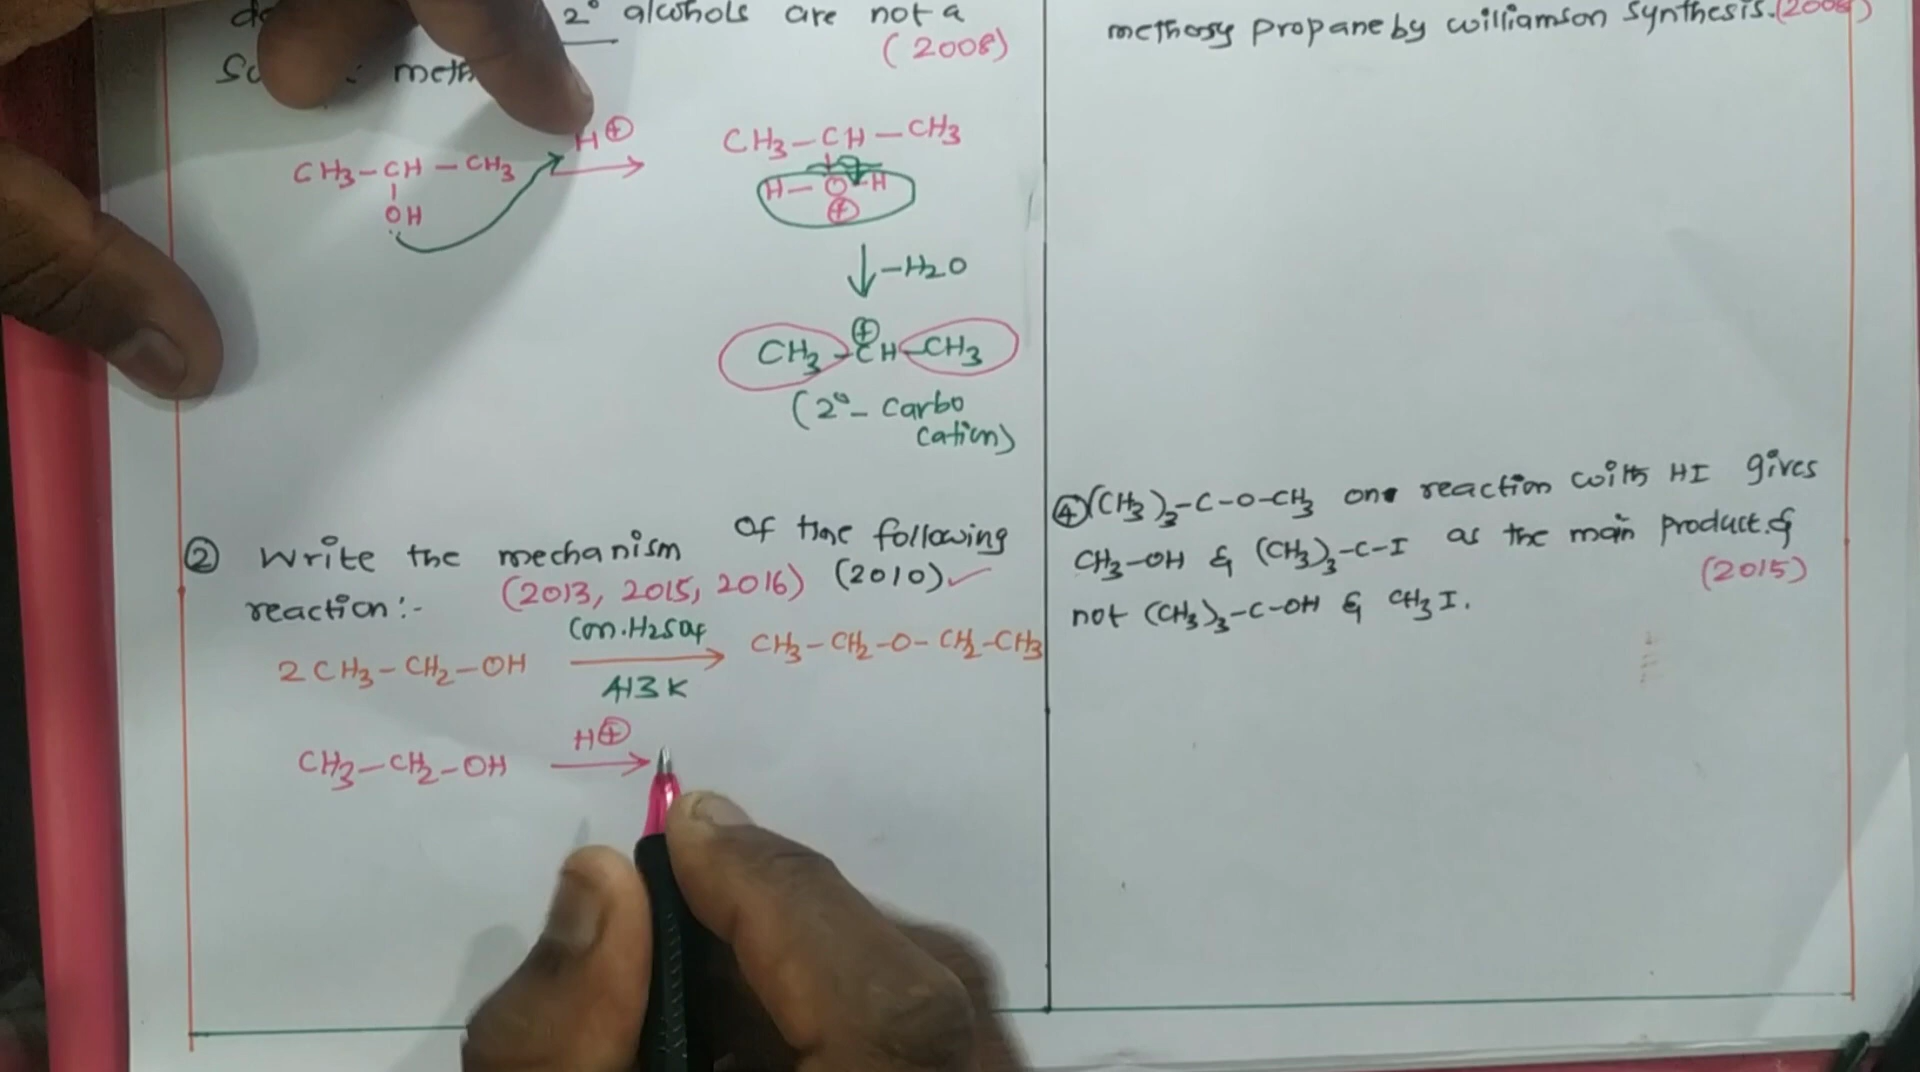 2° alcohols are not a
(2008)
CH3-CH-CH3
OH
H⊕
CH3-CH-CH3
H-O-H
⊕
-H2O
⊕
CH3-CH-CH3
(2°- carbo
cation)
② Write the mechanism of the following
reaction:- (2013, 2015, 2016) (2010)✓
2CH3-CH2-OH
Con.H2SO4
413 K
CH3-CH2-O-CH2-CH3
CH3-CH2-OH
H⊕
methoxy propane by williamson synthesis.
④ (CH3)3-C-O-CH3 on reaction with HI gives
CH3-OH & (CH3)3-C-I as the main product &
(2015)
not (CH3)3-C-OH & CH3I.